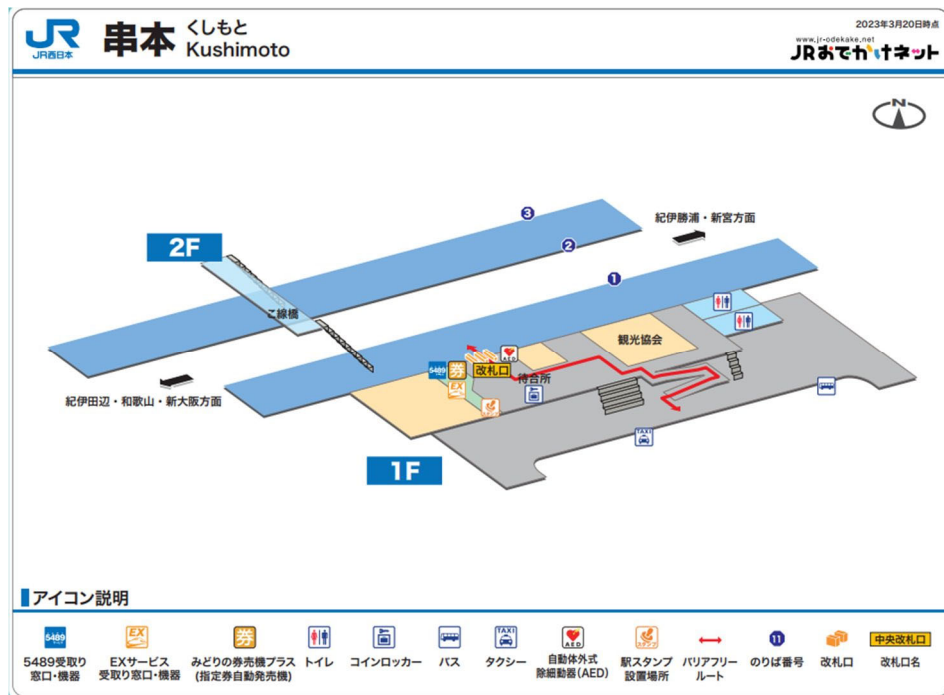 JR
JR西日本
串本
くしもと
Kushimoto
2023年3月20日時点
www.jr-odekake.net
JRおでかけネット
N
3
紀伊勝浦・新宮方面
2F
2
1
こ線橋
観光協会
5489
券
改札口
AED
待合所
EX
スタンプ
紀伊田辺・和歌山・新大阪方面
TAXI
1F
アイコン説明
5489
EX
券
TAXI
AED
スタンプ
11
中央改札口
5489受取り
窓口・機器
EXサービス
受取り窓口・機器
みどりの券売機プラス
(指定券自動発売機)
トイレ
コインロッカー
バス
タクシー
自動体外式
除細動器(AED)
駅スタンプ
設置場所
バリアフリー
ルート
のりば番号
改札口
改札口名